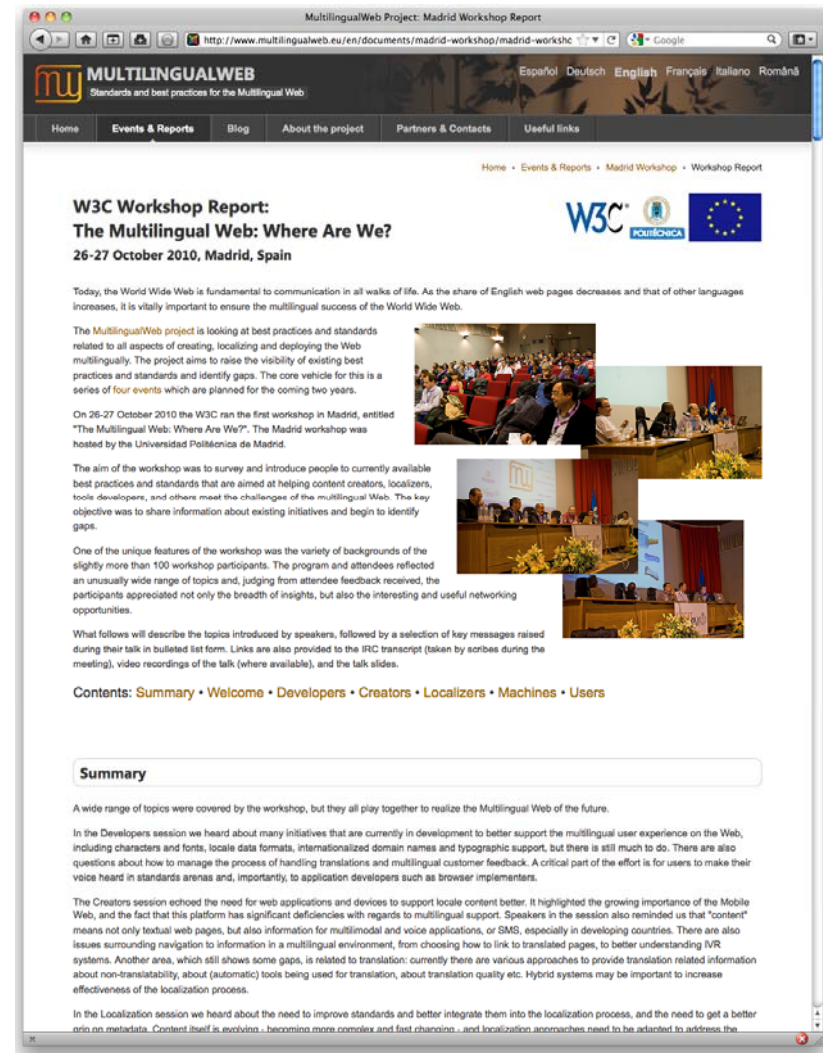 MultilingualWeb Project: Madrid Workshop Report
http://www.multilingualweb.eu/en/documents/madrid-workshop/madrid-workshc
Google
MULTILINGUALWEB
Standards and best practices for the Multilingual Web
Español Deutsch English Français Italiano Română
Home Events & Reports Blog About the project Partners & Contacts Useful links
Home • Events & Reports • Madrid Workshop • Workshop Report
W3C Workshop Report:
The Multilingual Web: Where Are We?
26-27 October 2010, Madrid, Spain
W3C
POLITÉCNICA
Today, the World Wide Web is fundamental to communication in all walks of life. As the share of English web pages decreases and that of other languages
increases, it is vitally important to ensure the multilingual success of the World Wide Web.
The MultilingualWeb project is looking at best practices and standards
related to all aspects of creating, localizing and deploying the Web
multilingually. The project aims to raise the visibility of existing best
practices and standards and identify gaps. The core vehicle for this is a
series of four events which are planned for the coming two years.
On 26-27 October 2010 the W3C ran the first workshop in Madrid, entitled
"The Multilingual Web: Where Are We?". The Madrid workshop was
hosted by the Universidad Politécnica de Madrid.
The aim of the workshop was to survey and introduce people to currently available
best practices and standards that are aimed at helping content creators, localizers,
tools developers, and others meet the challenges of the multilingual Web. The key
objective was to share information about existing initiatives and begin to identify
gaps.
One of the unique features of the workshop was the variety of backgrounds of the
slightly more than 100 workshop participants. The program and attendees reflected
an unusually wide range of topics and, judging from attendee feedback received, the
participants appreciated not only the breadth of insights, but also the interesting and useful networking
opportunities.
What follows will describe the topics introduced by speakers, followed by a selection of key messages raised
during their talk in bulleted list form. Links are also provided to the IRC transcript (taken by scribes during the
meeting), video recordings of the talk (where available), and the talk slides.
Contents: Summary • Welcome • Developers • Creators • Localizers • Machines • Users
Summary
A wide range of topics were covered by the workshop, but they all play together to realize the Multilingual Web of the future.
In the Developers session we heard about many initiatives that are currently in development to better support the multilingual user experience on the Web,
including characters and fonts, locale data formats, internationalized domain names and typographic support, but there is still much to do. There are also
questions about how to manage the process of handling translations and multilingual customer feedback. A critical part of the effort is for users to make their
voice heard in standards arenas and, importantly, to application developers such as browser implementers.
The Creators session echoed the need for web applications and devices to support locale content better. It highlighted the growing importance of the Mobile
Web, and the fact that this platform has significant deficiencies with regards to multilingual support. Speakers in the session also reminded us that "content"
means not only textual web pages, but also information for multimodal and voice applications, or SMS, especially in developing countries. There are also
issues surrounding navigation to information in a multilingual environment, from choosing how to link to translated pages, to better understanding IVR
systems. Another area, which still shows some gaps, is related to translation: currently there are various approaches to provide translation related information
about non-translatability, about (automatic) tools being used for translation, about translation quality etc. Hybrid systems may be important to increase
effectiveness of the localization process.
In the Localization session we heard about the need to improve standards and better integrate them into the localization process, and the need to get a better
grip on metadata. Content itself is evolving - becoming more complex and fast changing - and localization approaches need to be adapted to address the